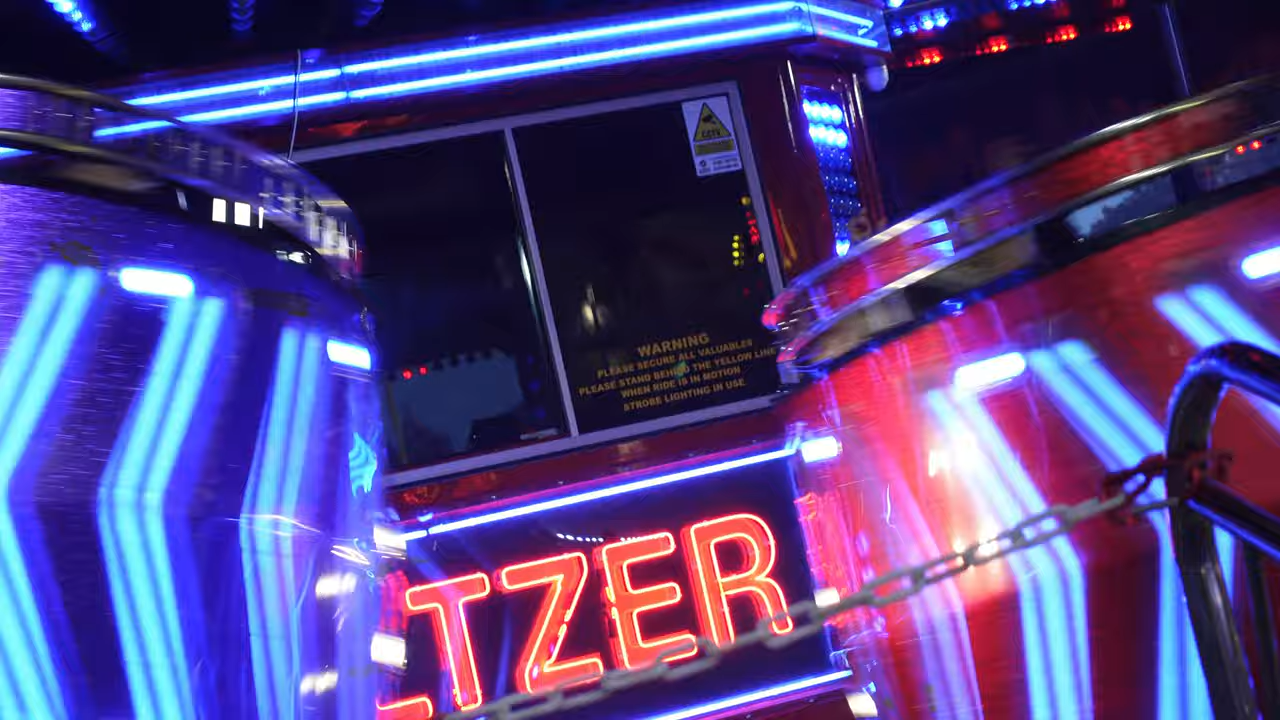 WARNING
PLEASE SECURE ALL VALUABLES
PLEASE STAND BEHIND THE YELLOW LINE
WHEN RIDE IS IN MOTION
STROBE LIGHTING IN USE
LTZER